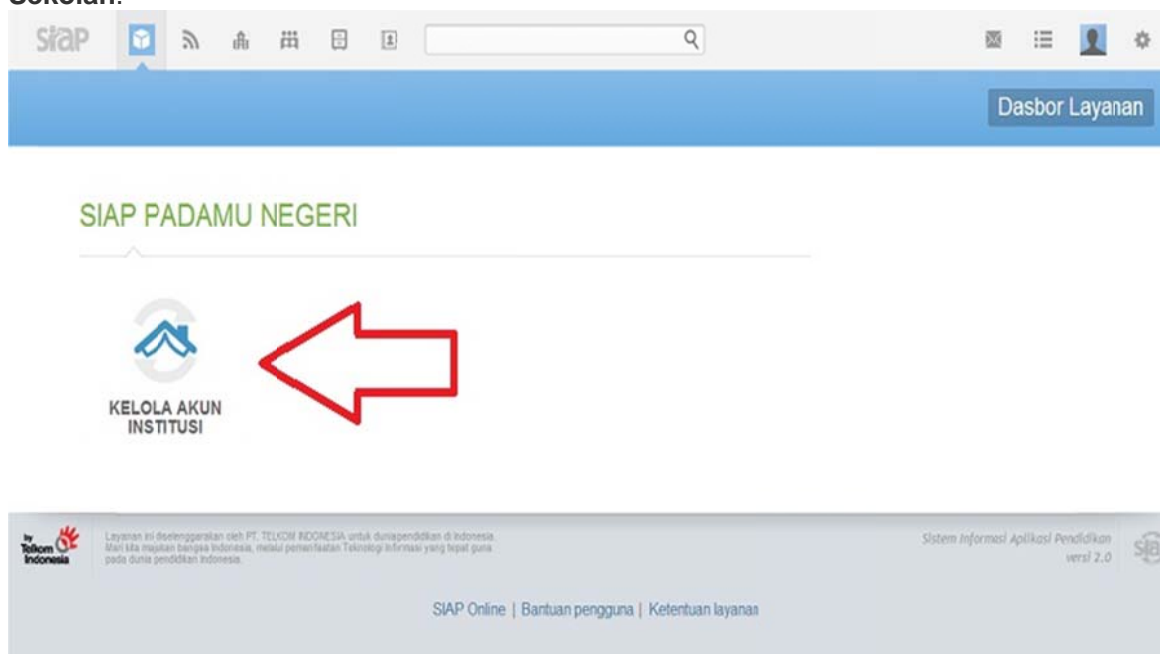 Sekolah.
siap
Dasbor Layanan
SIAP PADAMU NEGERI
KELOLA AKUN
INSTITUSI
by
Telkom
Indonesia
Layanan ini diselenggarakan oleh PT. TELKOM INDONESIA untuk dunia pendidikan di Indonesia.
Mari kita majukan bangsa Indonesia, melalui pemanfaatan Teknologi Informasi yang tepat guna
pada dunia pendidikan Indonesia.
Sistem Informasi Aplikasi Pendidikan
versi 2.0
SIAP Online | Bantuan pengguna | Ketentuan layanan